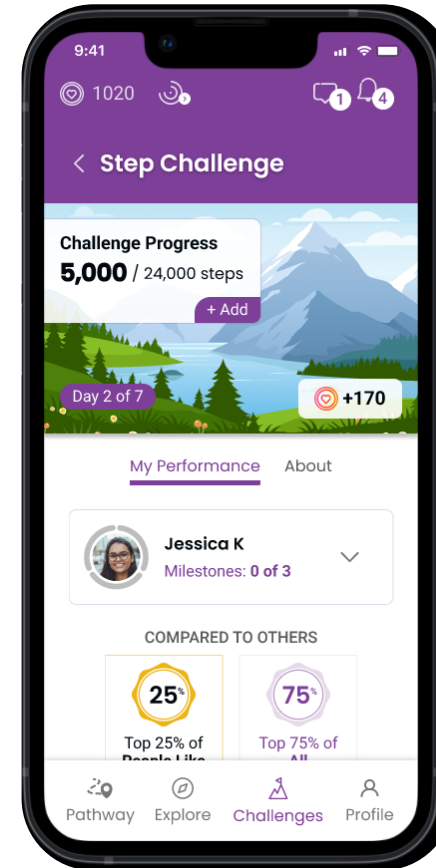 9:41
1020
1
4
Step Challenge
Challenge Progress
5,000 / 24,000 steps
+ Add
Day 2 of 7
+170
My Performance About
Jessica K
Milestones: 0 of 3
COMPARED TO OTHERS
25%
75%
Top 25% of
People Like
Top 75% of
All
Pathway Explore Challenges Profile